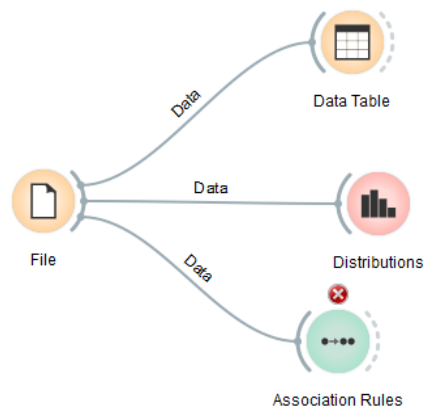 Data
Data Table
Data
File
Distributions
Data
Association Rules